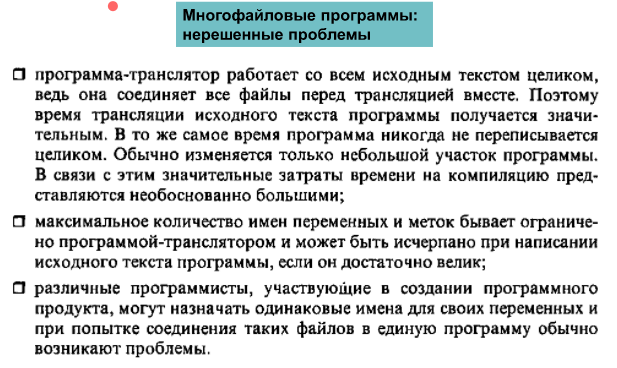 Многофайловые программы:
нерешенные проблемы
программа-транслятор работает со всем исходным текстом целиком,
ведь она соединяет все файлы перед трансляцией вместе. Поэтому
время трансляции исходного текста программы получается значи-
тельным. В то же самое время программа никогда не переписывается
целиком. Обычно изменяется только небольшой участок программы.
В связи с этим значительные затраты времени на компиляцию пред-
ставляются необоснованно большими;
максимальное количество имен переменных и меток бывает ограниче-
но программой-транслятором и может быть исчерпано при написании
исходного текста программы, если он достаточно велик;
различные программисты, участвующие в создании программного
продукта, могут назначать одинаковые имена для своих переменных и
при попытке соединения таких файлов в единую программу обычно
возникают проблемы.